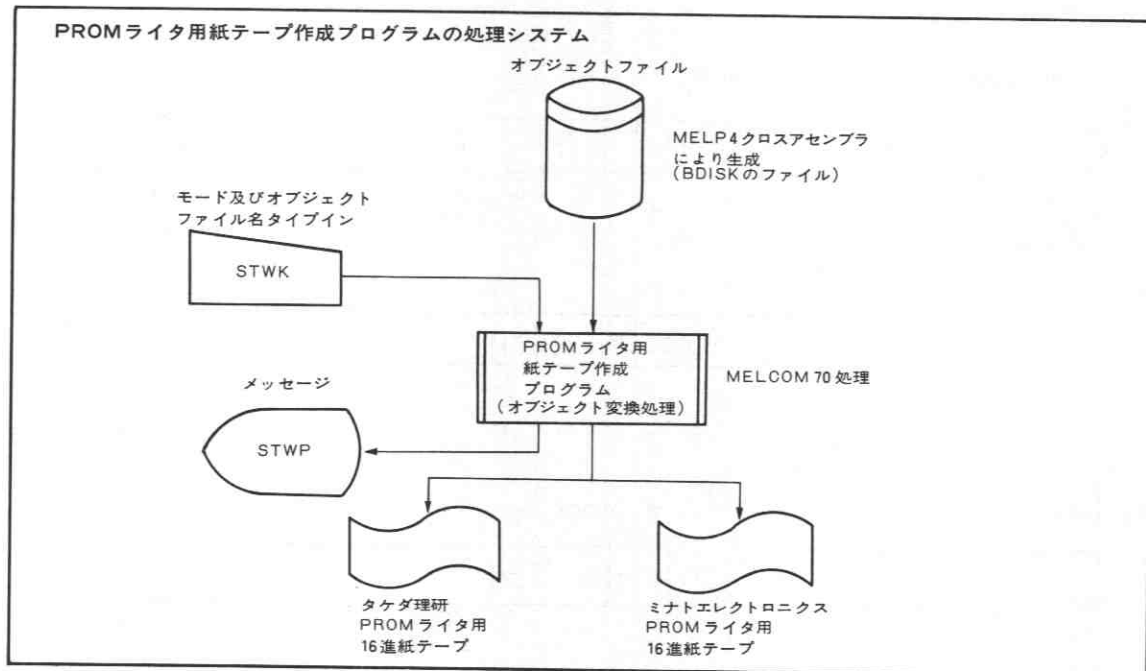 PROMライタ用紙テープ作成プログラムの処理システム
オブジェクトファイル
MELP4クロスアセンブラ
により生成
(BDISKのファイル)
モード及びオブジェクト
ファイル名タイプイン
STWK
PROMライタ用
紙テープ作成
プログラム
(オブジェクト変換処理)
MELCOM 70処理
メッセージ
STWP
タケダ理研
PROMライタ用
16進紙テープ
ミナトエレクトロニクス
PROMライタ用
16進紙テープ